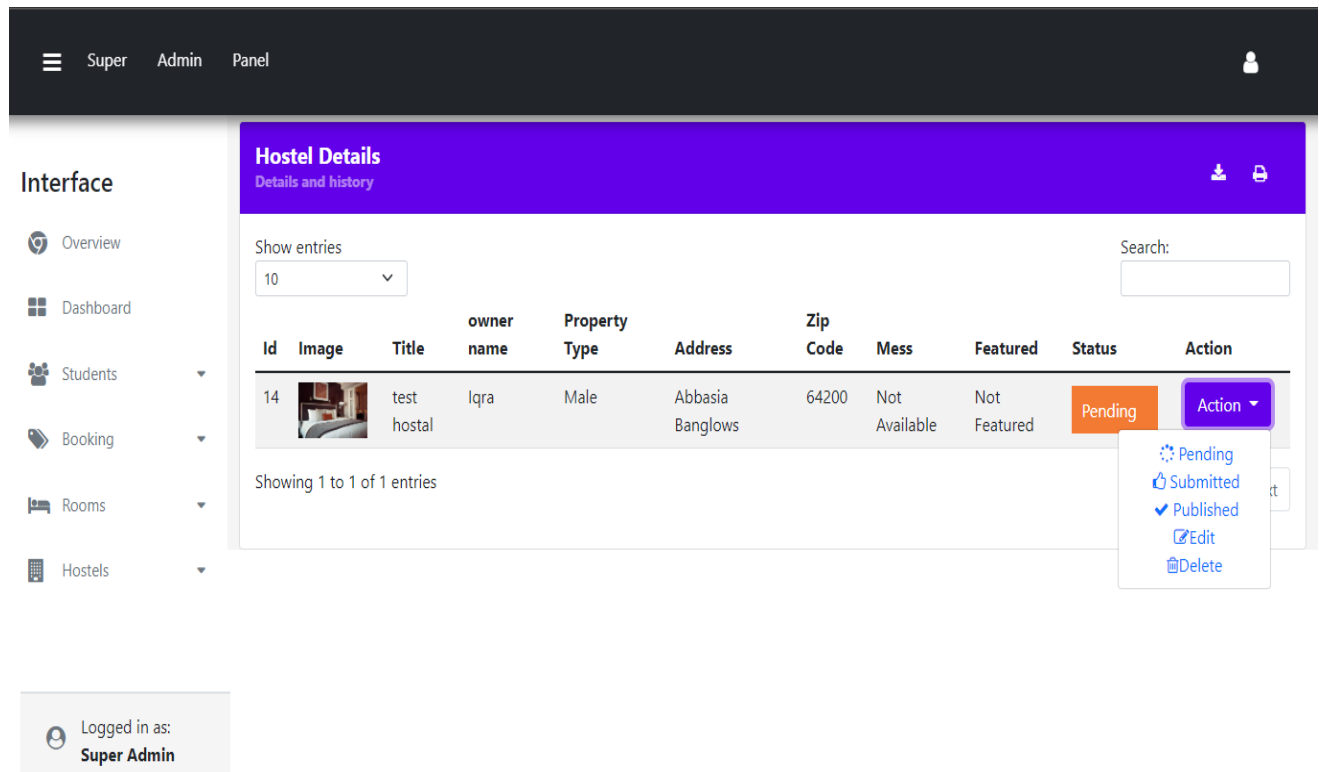 Super Admin Panel
Interface
Overview
Dashboard
Students
Booking
Rooms
Hostels
Logged in as:
Super Admin
Hostel Details
Details and history
Show entries
10
Search:
Id Image Title owner name Property Type Address Zip Code Mess Featured Status Action
14 test hostal Iqra Male Abbasia Banglows 64200 Not Available Not Featured Pending Action
Pending
Submitted
Published
Edit
Delete
Showing 1 to 1 of 1 entries